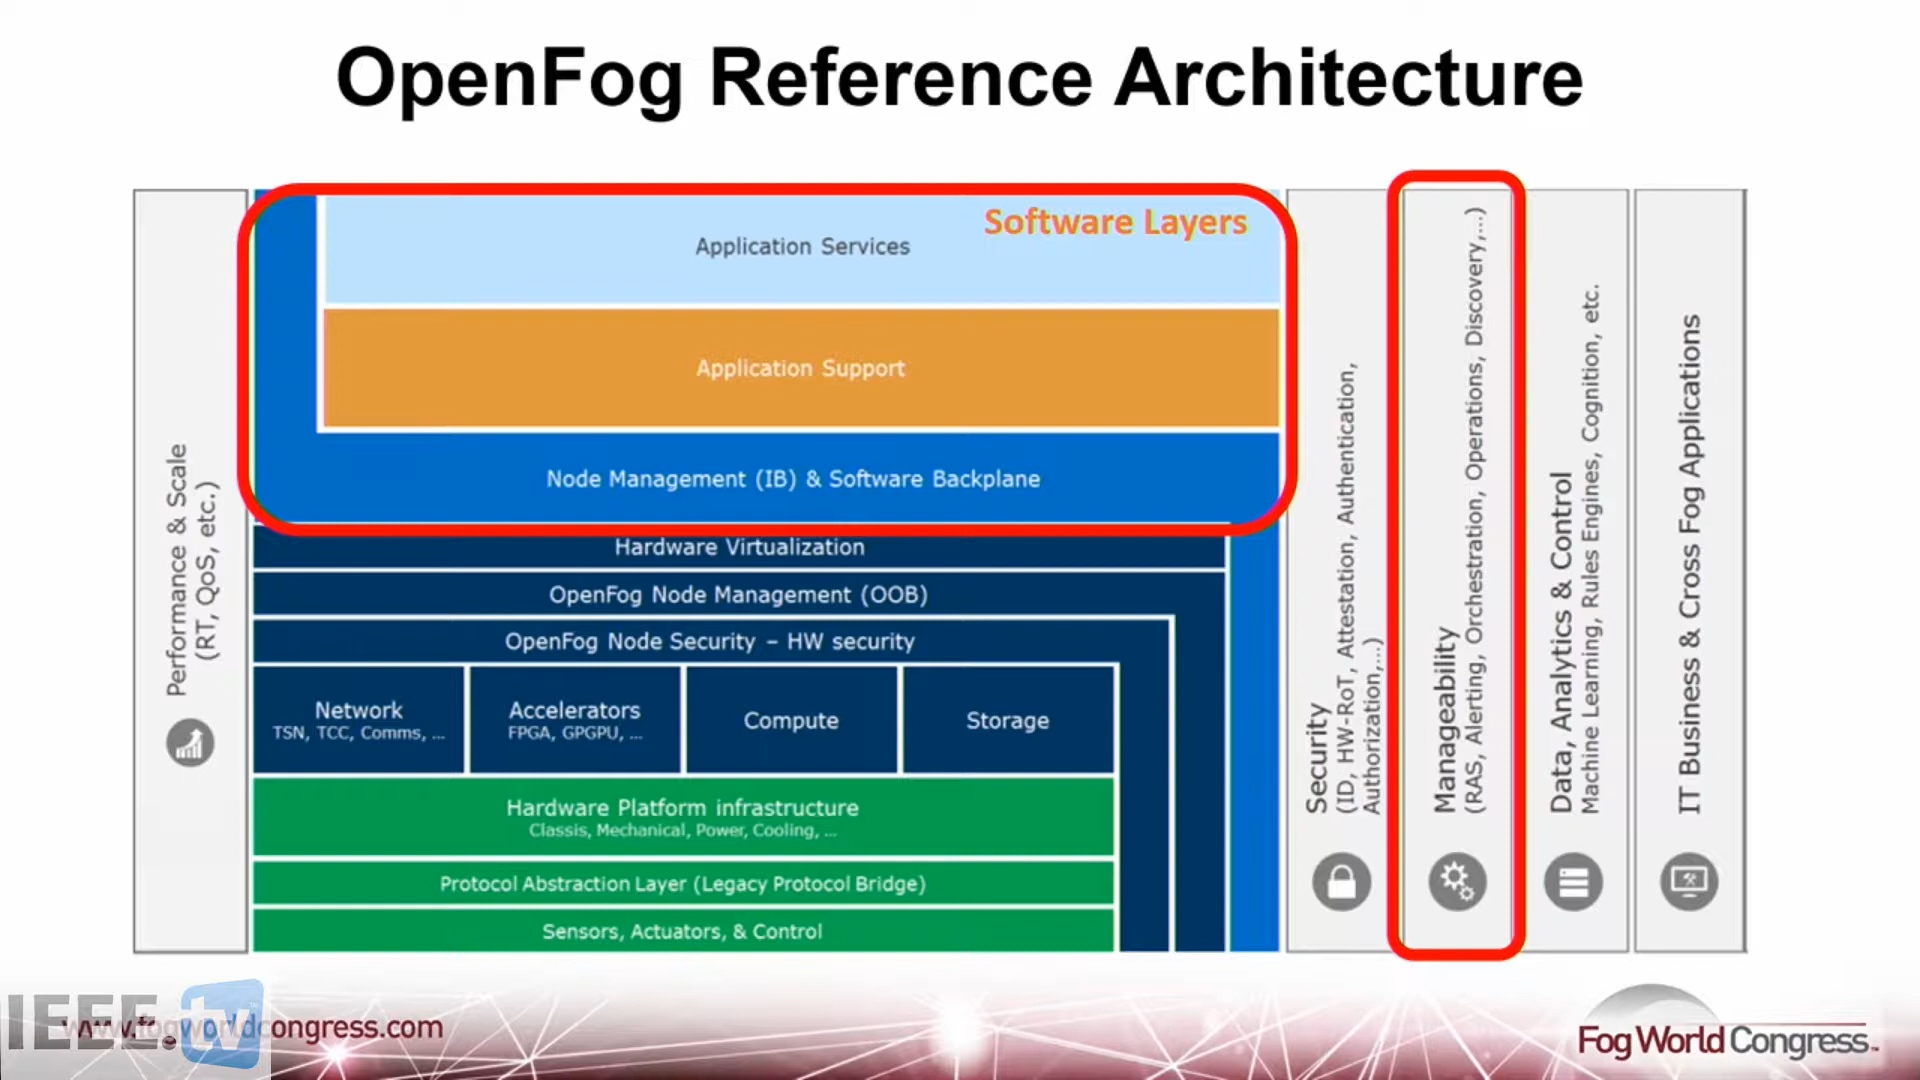 OpenFog Reference Architecture
Performance & Scale
(RT, QoS, etc.)
Software Layers
Application Services
Application Support
Node Management (IB) & Software Backplane
Hardware Virtualization
OpenFog Node Management (OOB)
OpenFog Node Security – HW security
Network
TSN, TCC, Comms, ...
Accelerators
FPGA, GPGPU, ...
Compute
Storage
Hardware Platform infrastructure
Classis, Mechanical, Power, Cooling, ...
Protocol Abstraction Layer (Legacy Protocol Bridge)
Sensors, Actuators, & Control
Security
(ID, HW-RoT, Attestation, Authentication,
Authorization,...)
Manageability
(RAS, Alerting, Orchestration, Operations, Discovery,...)
Data, Analytics & Control
Machine Learning, Rules Engines, Cognition, etc.
IT Business & Cross Fog Applications
IEEE.tv
www.fogworldcongress.com
Fog World Congress